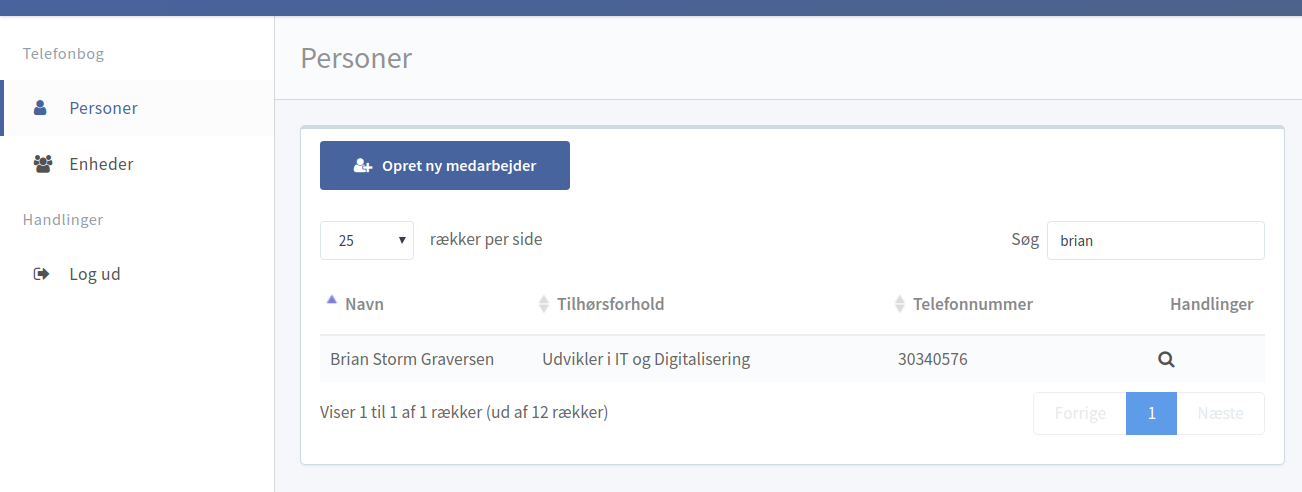 Telefonbog
Personer
Enheder
Handlinger
Log ud
Personer
Opret ny medarbejder
25 rækker per side Søg brian
Navn Tilhørsforhold Telefonnummer Handlinger
Brian Storm Graversen Udvikler i IT og Digitalisering 30340576
Viser 1 til 1 af 1 rækker (ud af 12 rækker) Forrige 1 Næste